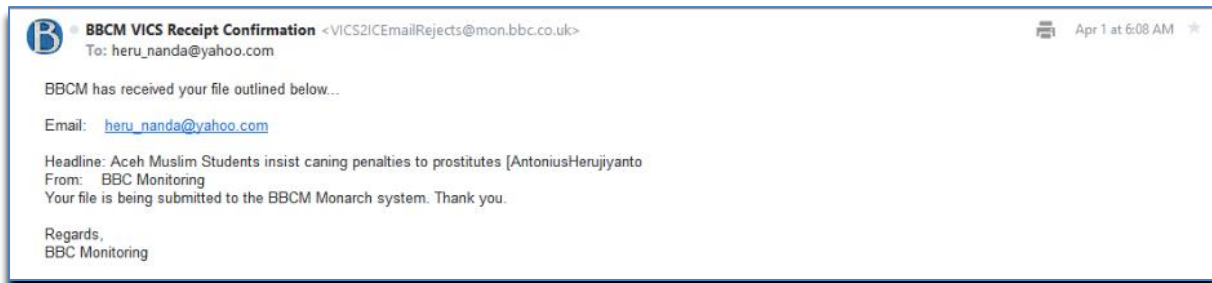 B
BBCM VICS Receipt Confirmation <VICS2ICEmailRejects@mon.bbc.co.uk>
Apr 1 at 6:08 AM
To: heru_nanda@yahoo.com
BBCM has received your file outlined below...
Email: heru_nanda@yahoo.com
Headline: Aceh Muslim Students insist caning penalties to prostitutes [AntoniusHerujiyanto
From: BBC Monitoring
Your file is being submitted to the BBCM Monarch system. Thank you.
Regards,
BBC Monitoring